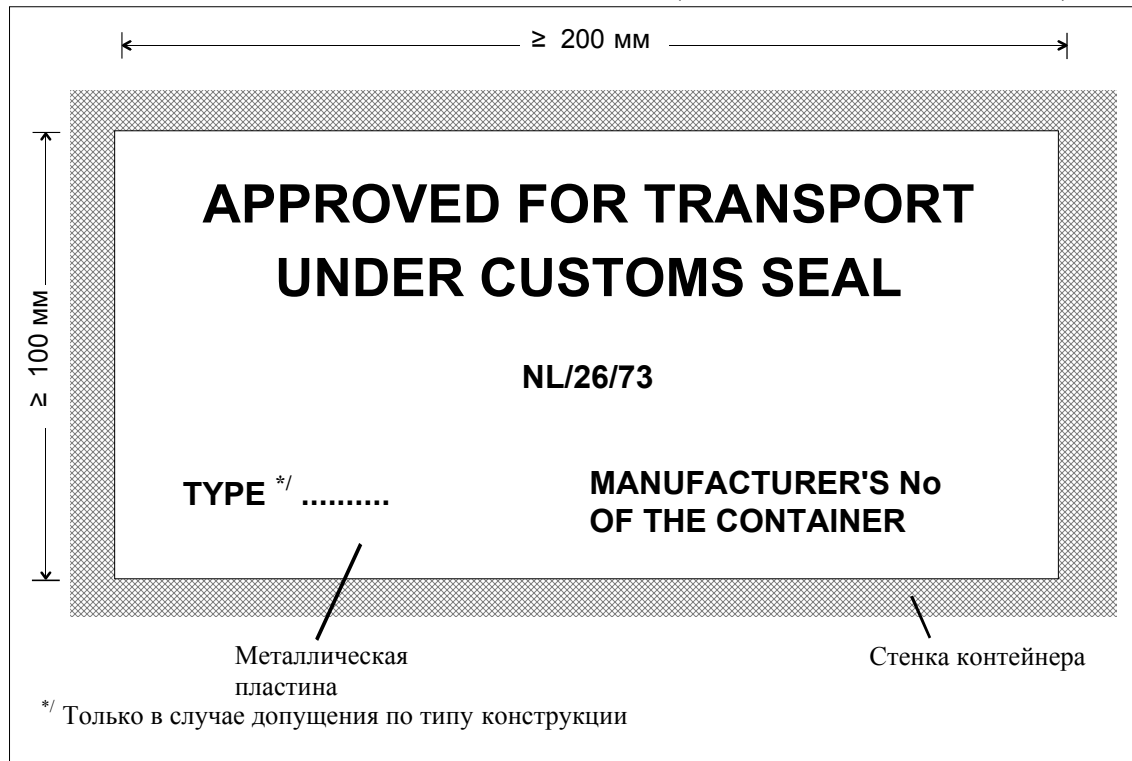 ≥ 200 мм
≥ 100 мм
APPROVED FOR TRANSPORT
UNDER CUSTOMS SEAL
NL/26/73
TYPE */ ..........
MANUFACTURER'S No
OF THE CONTAINER
Металлическая
пластина
Стенка контейнера
*/ Только в случае допущения по типу конструкции